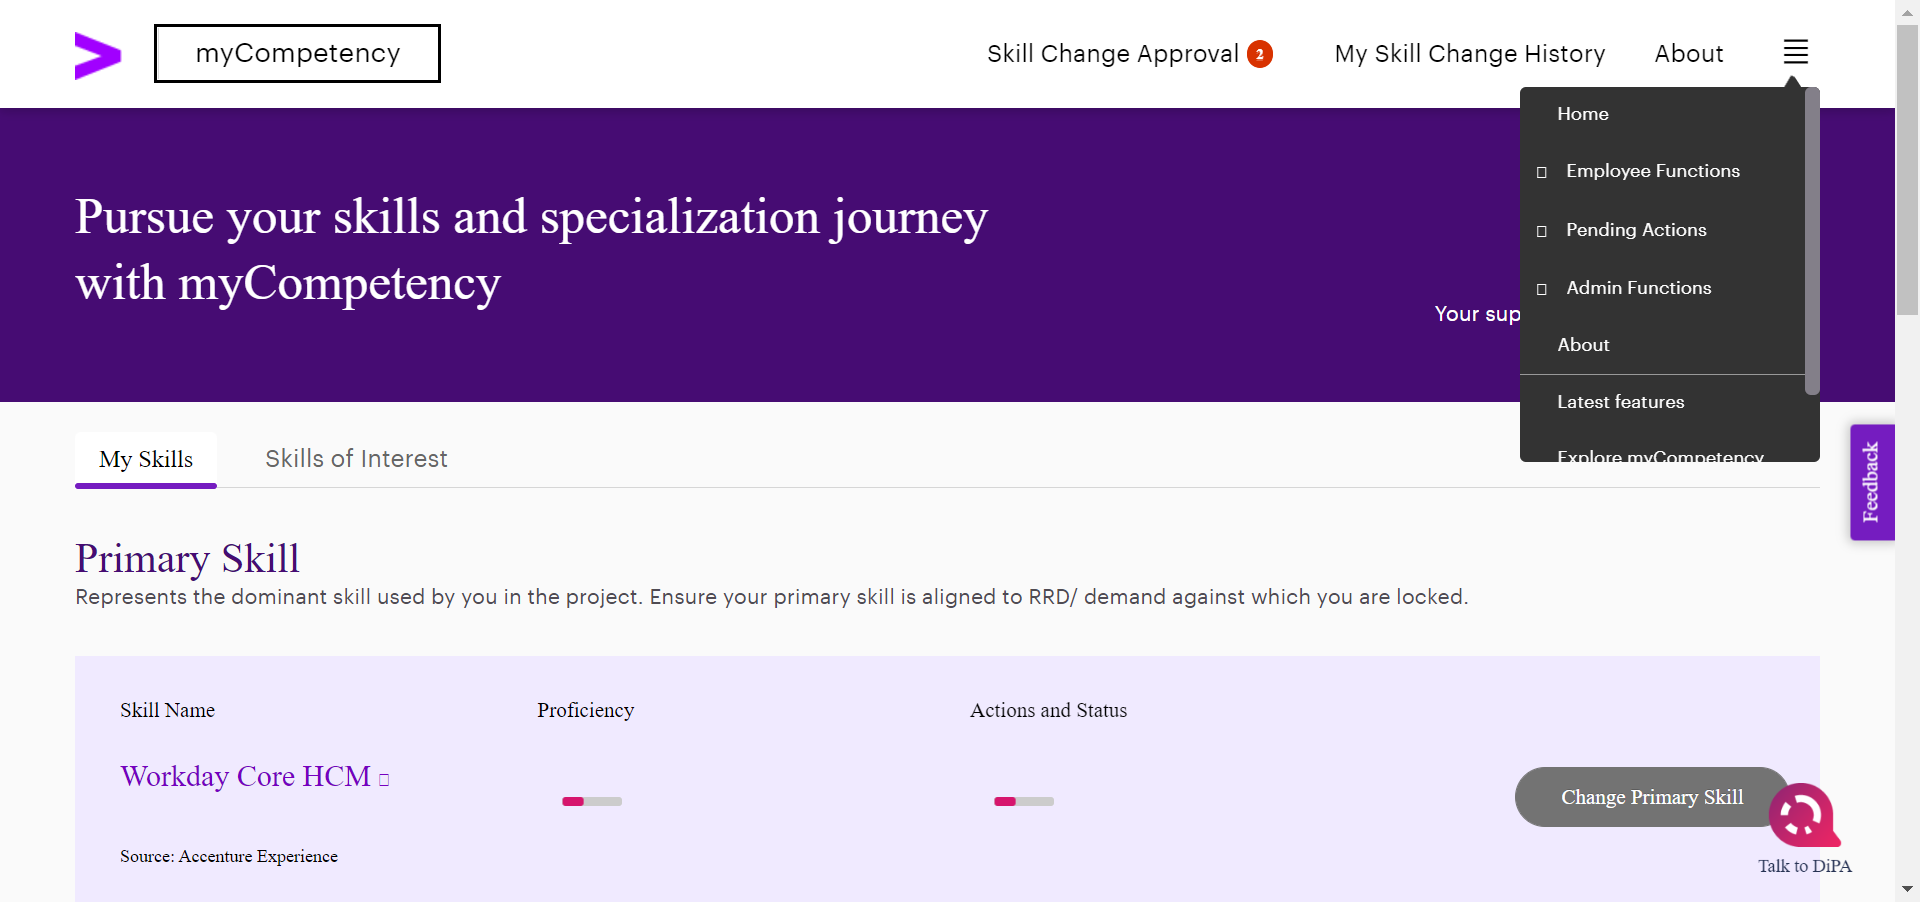 myCompetency
Skill Change Approval 2
My Skill Change History
About
Home
Employee Functions
Pending Actions
Admin Functions
About
Latest features
Explore myCompetency
Pursue your skills and specialization journey
with myCompetency
Your sup
My Skills
Skills of Interest
Feedback
Primary Skill
Represents the dominant skill used by you in the project. Ensure your primary skill is aligned to RRD/ demand against which you are locked.
Skill Name
Proficiency
Actions and Status
Workday Core HCM
Change Primary Skill
Source: Accenture Experience
Talk to DiPA